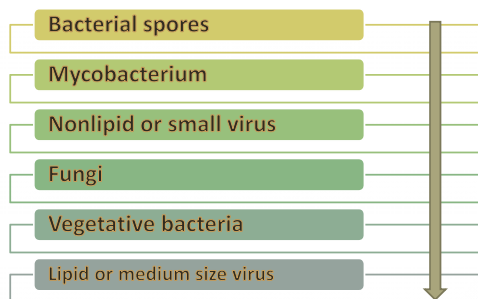 Bacterial spores
Mycobacterium
Nonlipid or small virus
Fungi
Vegetative bacteria
Lipid or medium size virus